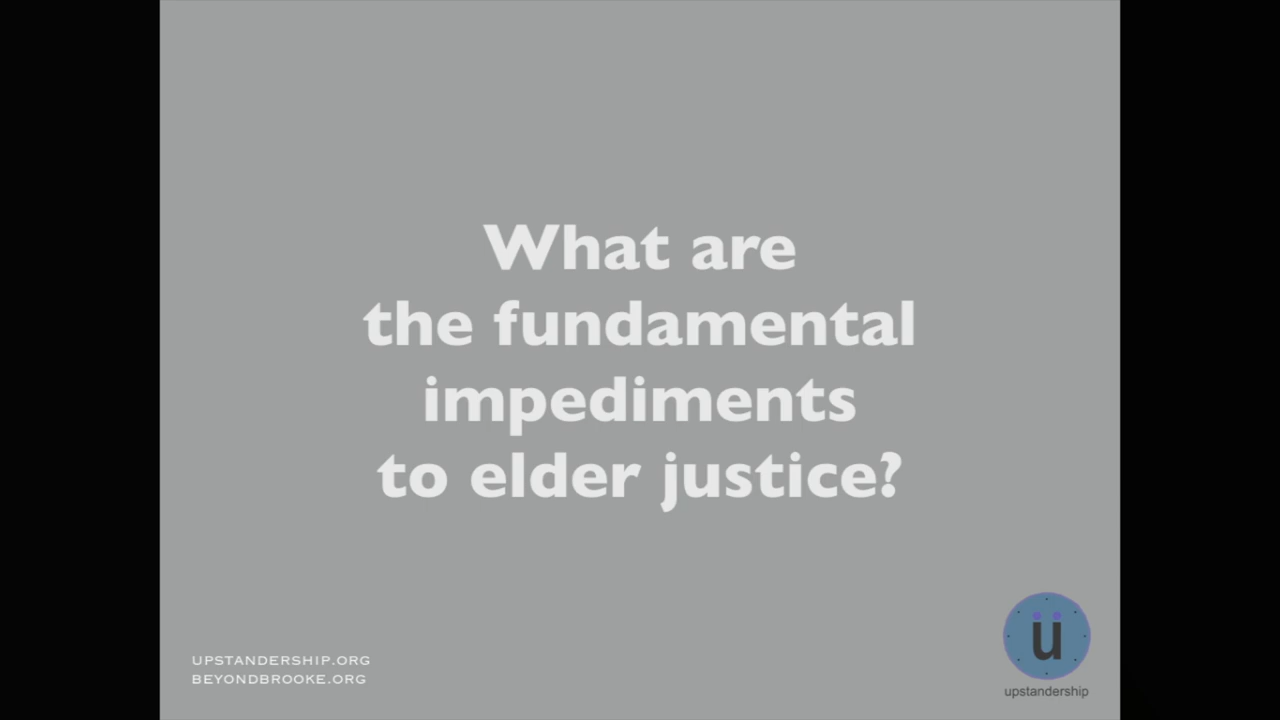 What are
the fundamental
impediments
to elder justice?
UPSTANDERSHIP.ORG
BEYONDBROOKE.ORG
ü
upstandership